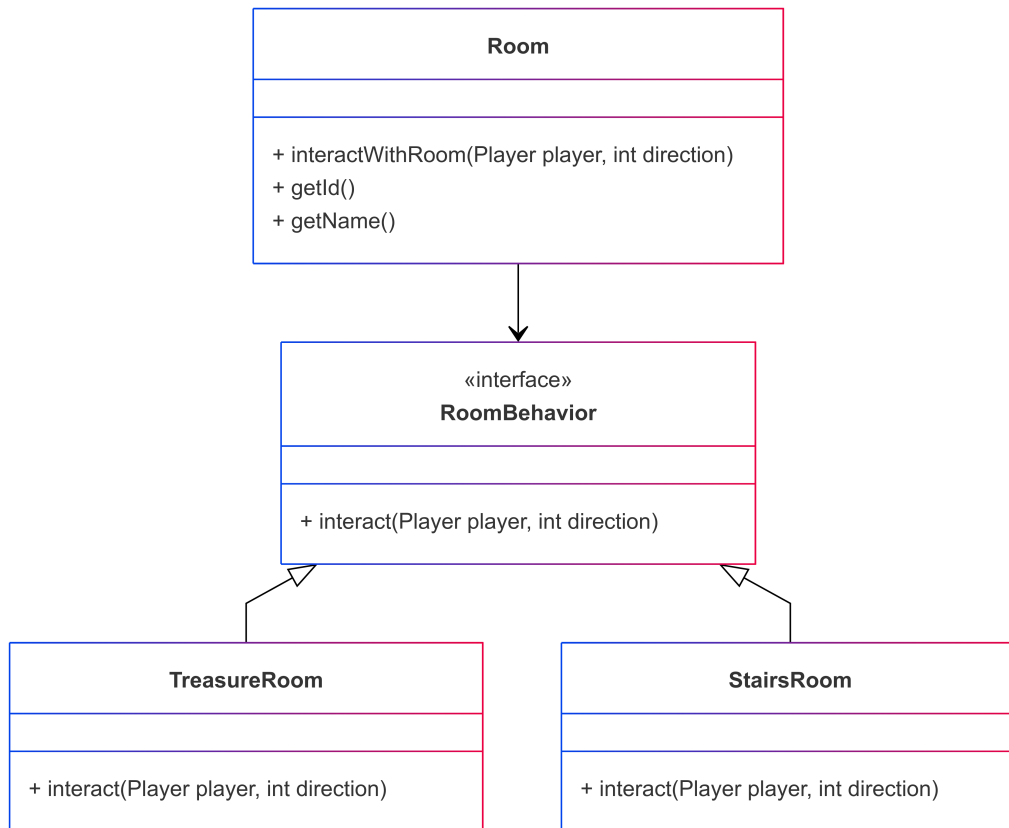 Room
+ interactWithRoom(Player player, int direction)
+ getId()
+ getName()
«interface»
RoomBehavior
+ interact(Player player, int direction)
TreasureRoom
+ interact(Player player, int direction)
StairsRoom
+ interact(Player player, int direction)